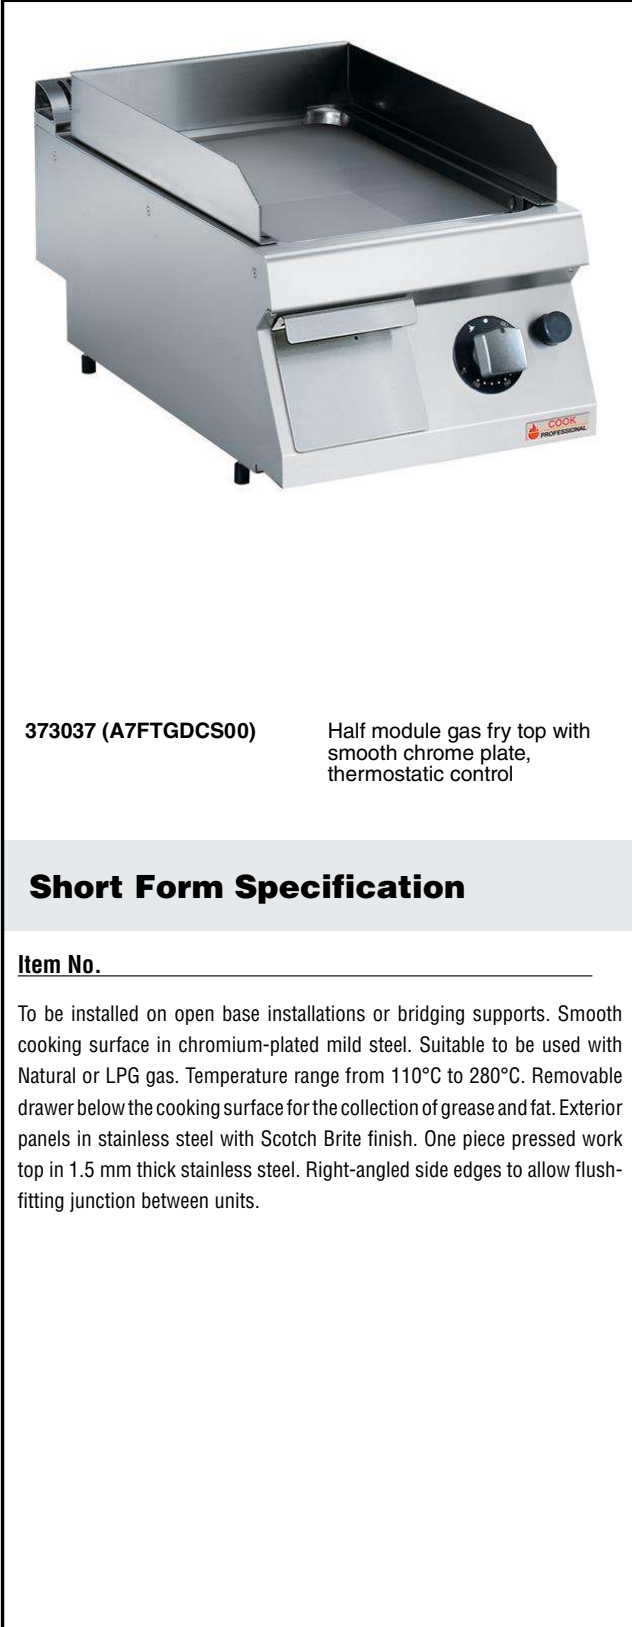 COOK
PROFESSIONAL
373037 (A7FTGDCS00)
Half module gas fry top with
smooth chrome plate,
thermostatic control
Short Form Specification
Item No.
To be installed on open base installations or bridging supports. Smooth
cooking surface in chromium-plated mild steel. Suitable to be used with
Natural or LPG gas. Temperature range from 110°C to 280°C. Removable
drawer below the cooking surface for the collection of grease and fat. Exterior
panels in stainless steel with Scotch Brite finish. One piece pressed work
top in 1.5 mm thick stainless steel. Right-angled side edges to allow flush-
fitting junction between units.